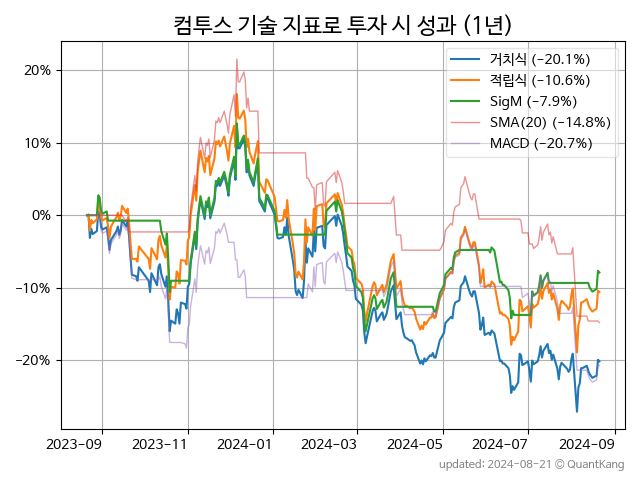 컴투스 기술 지표로 투자 시 성과 (1년)
거치식 (−20.1%)
적립식 (−10.6%)
SigM (−7.9%)
SMA(20) (−14.8%)
MACD (−20.7%)
20%
10%
0%
−10%
−20%
2023−09 2023−11 2024−01 2024−03 2024−05 2024−07 2024−09
updated: 2024−08−21 © QuantKang